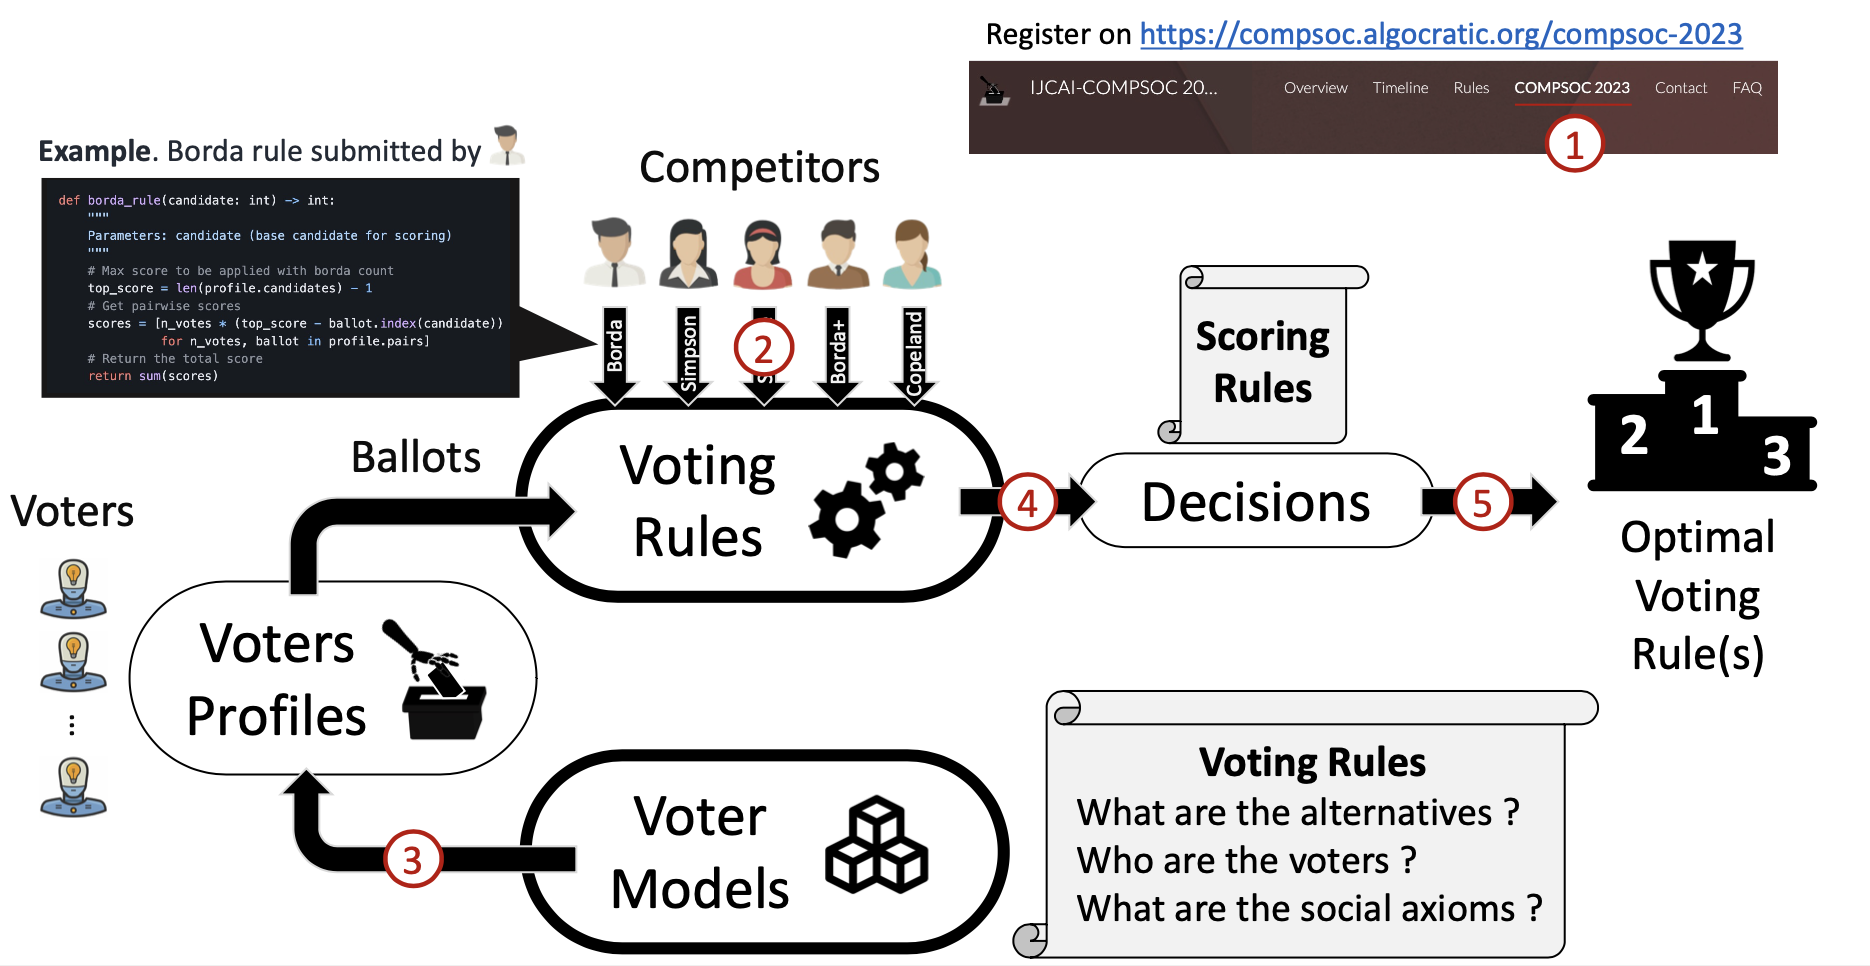 Register on https://compsoc.algocratic.org/compsoc-2023
IJCAI-COMPSOC 20...
Overview
Timeline
Rules
COMPSOC 2023
Contact
FAQ
1
Example. Borda rule submitted by
def borda_rule(candidate: int) -> int:
"""
Parameters: candidate (base candidate for scoring)
"""
# Max score to be applied with borda count
top_score = len(profile.candidates) - 1
# Get pairwise scores
scores = [n_votes * (top_score - ballot.index(candidate))
for n_votes, ballot in profile.pairs]
# Return the total score
return sum(scores)
Competitors
Borda
Simpson
2
Borda+
Copeland
Scoring
Rules
2
1
3
Ballots
Voting
Rules
4
Decisions
5
Optimal
Voting
Rule(s)
Voters
Voters
Profiles
3
Voter
Models
Voting Rules
What are the alternatives ?
Who are the voters ?
What are the social axioms ?